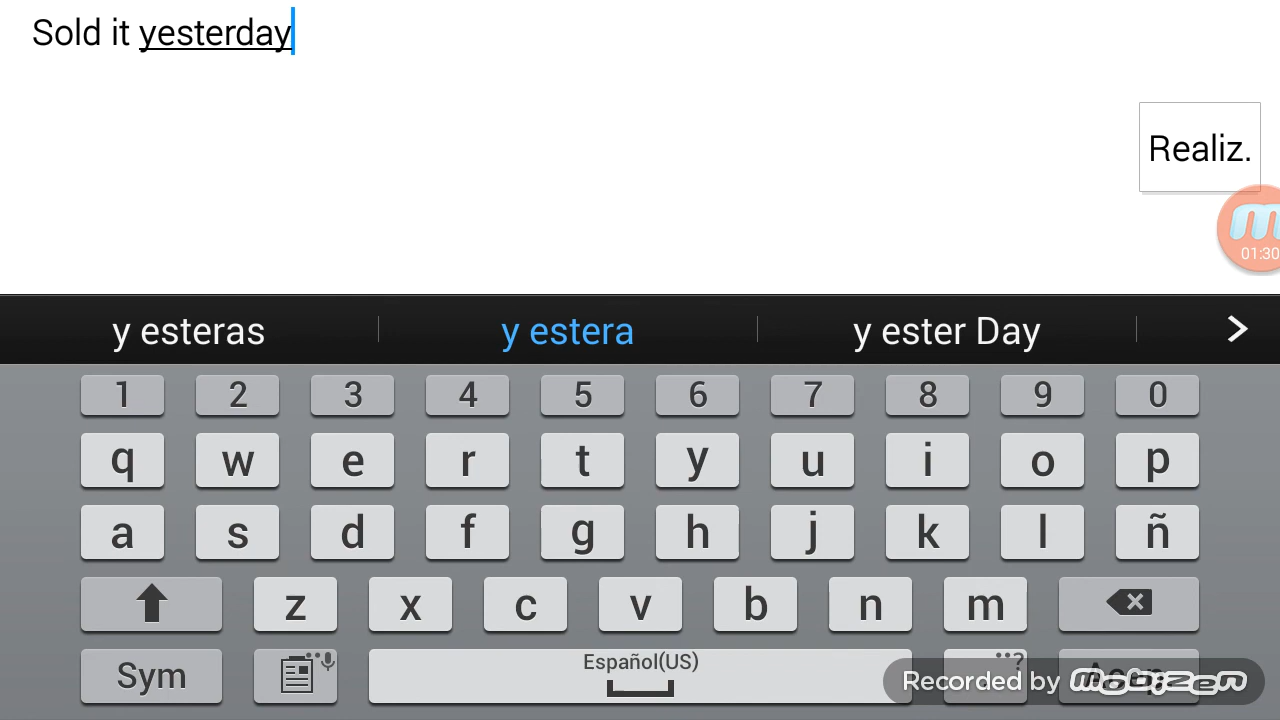 Sold it yesterday
Realiz.
01:30
y esteras y estera y ester Day
1 2 3 4 5 6 7 8 9 0
q w e r t y u i o p
a s d f g h j k l ñ
z x c v b n m
Sym Español(US) ?
Recorded by mobizen